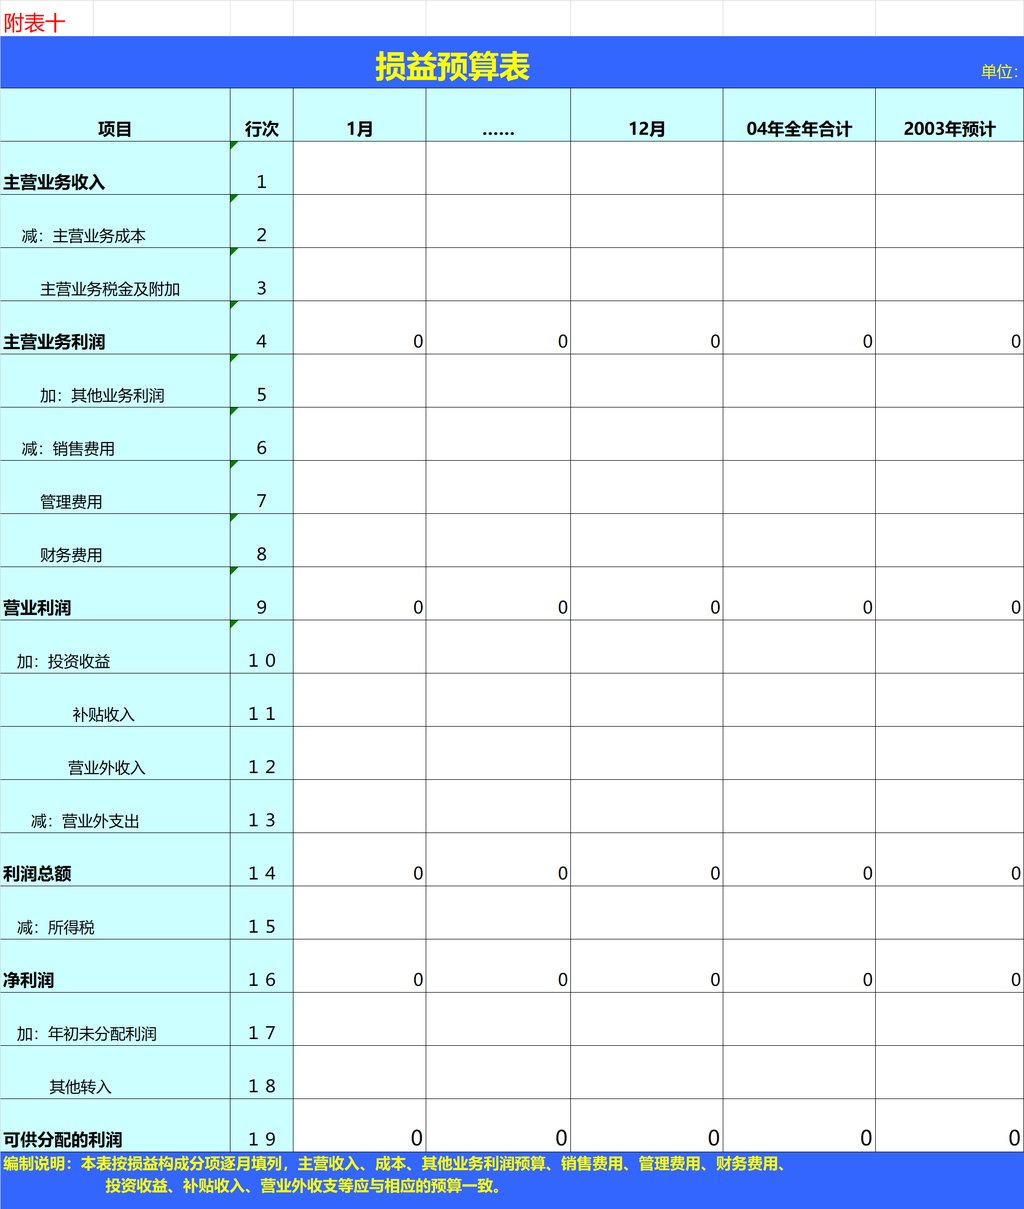 附表十
损益预算表
单位:
项目 行次 1月 …… 12月 04年全年合计 2003年预计
主营业务收入 1
减：主营业务成本 2
主营业务税金及附加 3
主营业务利润 4 0 0 0 0 0
加：其他业务利润 5
减：销售费用 6
管理费用 7
财务费用 8
营业利润 9 0 0 0 0 0
加：投资收益 １０
补贴收入 １１
营业外收入 １２
减：营业外支出 １３
利润总额 １４ 0 0 0 0 0
减：所得税 １５
净利润 １６ 0 0 0 0 0
加：年初未分配利润 １７
其他转入 １８
可供分配的利润 １９ 0 0 0 0 0
编制说明：本表按损益构成分项逐月填列，主营收入、成本、其他业务利润预算、销售费用、管理费用、财务费用、
投资收益、补贴收入、营业外收支等应与相应的预算一致。